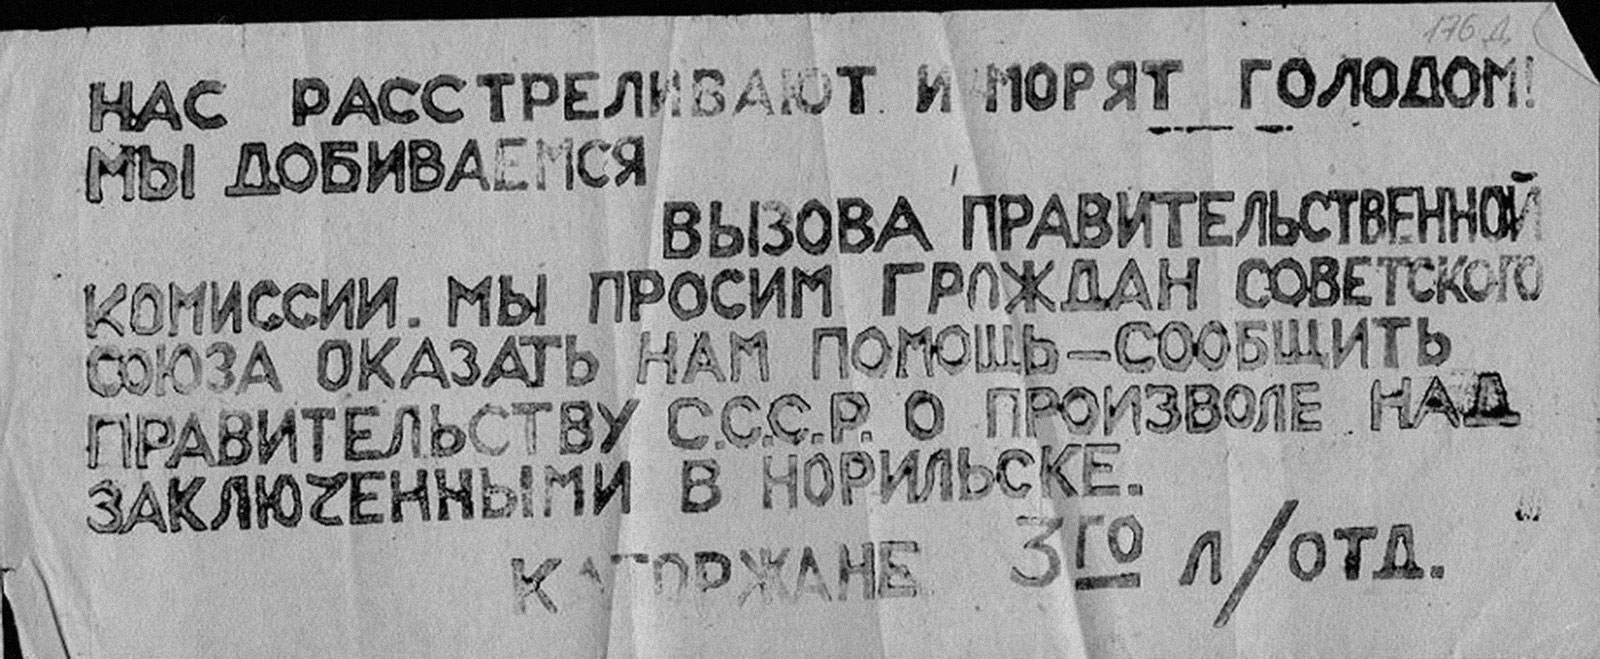 176 Д.
НАС РАССТРЕЛИВАЮТ И МОРЯТ ГОЛОДОМ!
МЫ ДОБИВАЕМСЯ
ВЫЗОВА ПРАВИТЕЛЬСТВЕННОЙ
КОМИССИИ. МЫ ПРОСИМ ГРАЖДАН СОВЕТСКОГО
СОЮЗА ОКАЗАТЬ НАМ ПОМОЩЬ–СООБЩИТЬ
ПРАВИТЕЛЬСТВУ С.С.С.Р. О ПРОИЗВОЛЕ НАД
ЗАКЛЮЧЕННЫМИ В НОРИЛЬСКЕ.
КАТОРЖАНЕ 3ГО Л/ОТД.